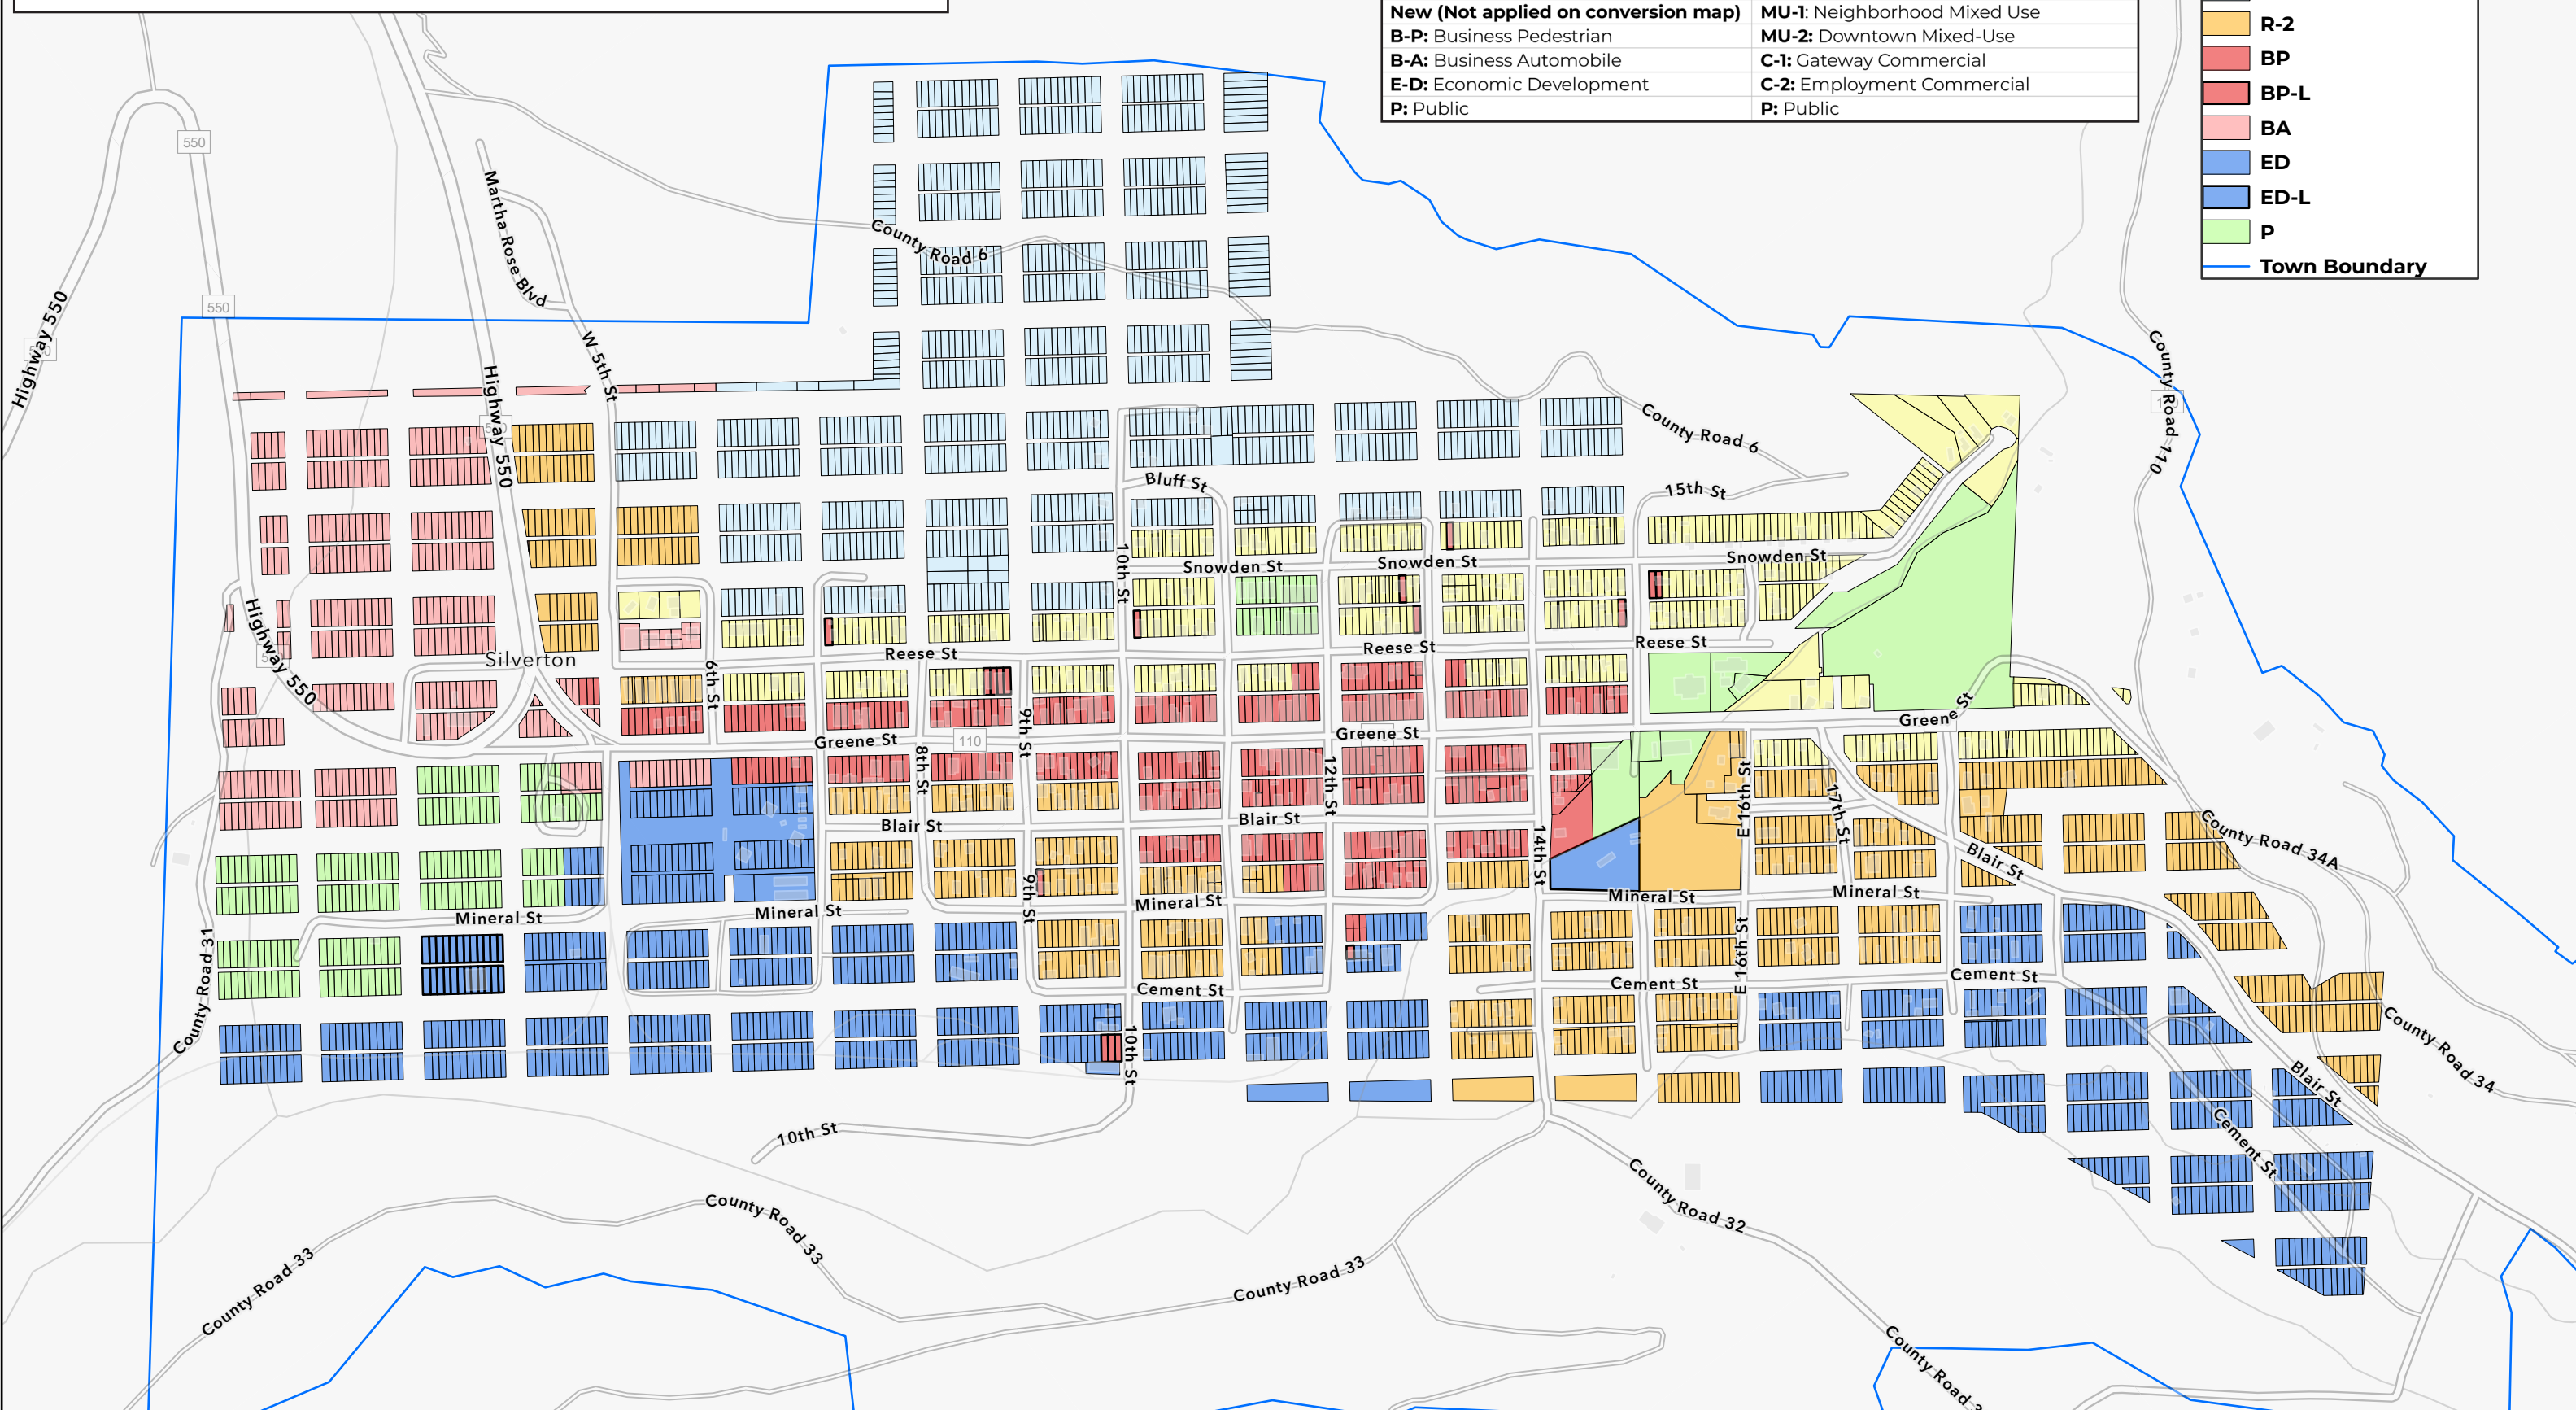 New (Not applied on conversion map) MU-1: Neighborhood Mixed Use
B-P: Business Pedestrian MU-2: Downtown Mixed-Use
B-A: Business Automobile C-1: Gateway Commercial
E-D: Economic Development C-2: Employment Commercial
P: Public P: Public
R-2
BP
BP-L
BA
ED
ED-L
P
Town Boundary
550
550
Highway 550
Martha Rose Blvd
W 5th St
Highway 550
County Road 6
County Road 6
County Road 110
Bluff St
15th St
10th St
Snowden St
Snowden St
Snowden St
Highway 550
Silverton
6th St
Reese St
Reese St
Reese St
9th St
Greene St
110
Greene St
Greene St
8th St
12th St
E 16th St
17th St
Blair St
Blair St
14th St
Blair St
County Road 34A
9th St
Mineral St
Mineral St
Mineral St
Mineral St
Mineral St
County Road 31
E 16th St
Cement St
Cement St
Cement St
10th St
County Road 34
Blair St
Cement St
10th St
County Road 32
County Road 33
County Road 33
County Road 33
County Road 3